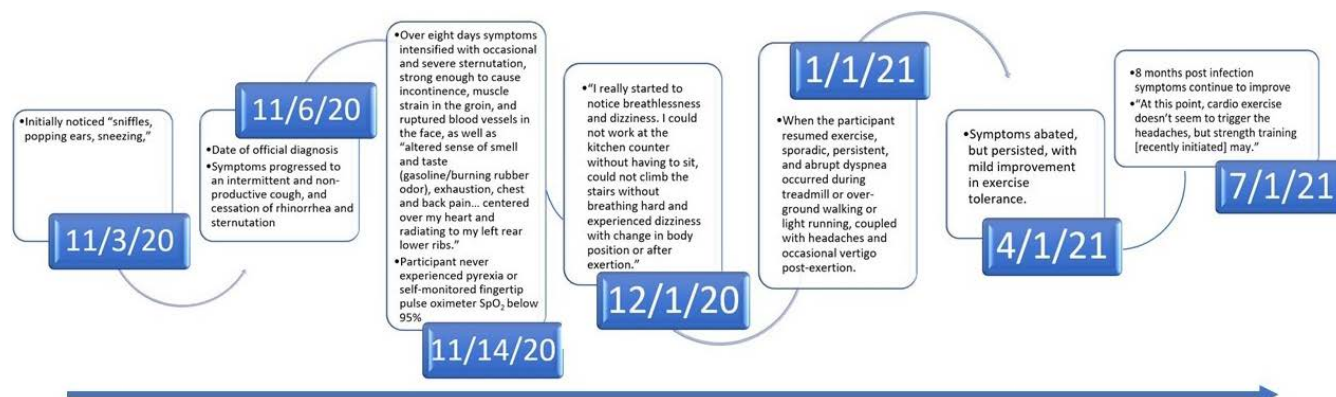 •Initially noticed “sniffles,
popping ears, sneezing,”
11/3/20
11/6/20
•Date of official diagnosis
•Symptoms progressed to
an intermittent and non-
productive cough, and
cessation of rhinorrhea and
sternutation
•Over eight days symptoms
intensified with occasional
and severe sternutation,
strong enough to cause
incontinence, muscle
strain in the groin, and
ruptured blood vessels in
the face, as well as
“altered sense of smell and
taste
(gasoline/burning rubber
odor), exhaustion, chest
and back pain... centered
over my heart and
radiating to my left rear
lower ribs.”
•Participant never
experienced pyrexia or
self-monitored fingertip
pulse oximeter SpO₂ below
95%
11/14/20
•“I really started to
notice breathlessness
and dizziness. I could
not work at the
kitchen counter
without having to sit,
could not climb the
stairs without
breathing hard and
experienced dizziness
with change in body
position or after
exertion.”
12/1/20
1/1/21
•When the participant
resumed exercise,
sporadic, persistent,
and abrupt dyspnea
occurred during
treadmill or over-
ground walking or
light running, coupled
with headaches and
occasional vertigo
post-exertion.
•Symptoms abated,
but persisted, with
mild improvement
in exercise
tolerance.
4/1/21
•8 months post infection
symptoms continue to improve
•“At this point, cardio exercise
doesn’t seem to trigger the
headaches, but strength training
[recently initiated] may.”
7/1/21